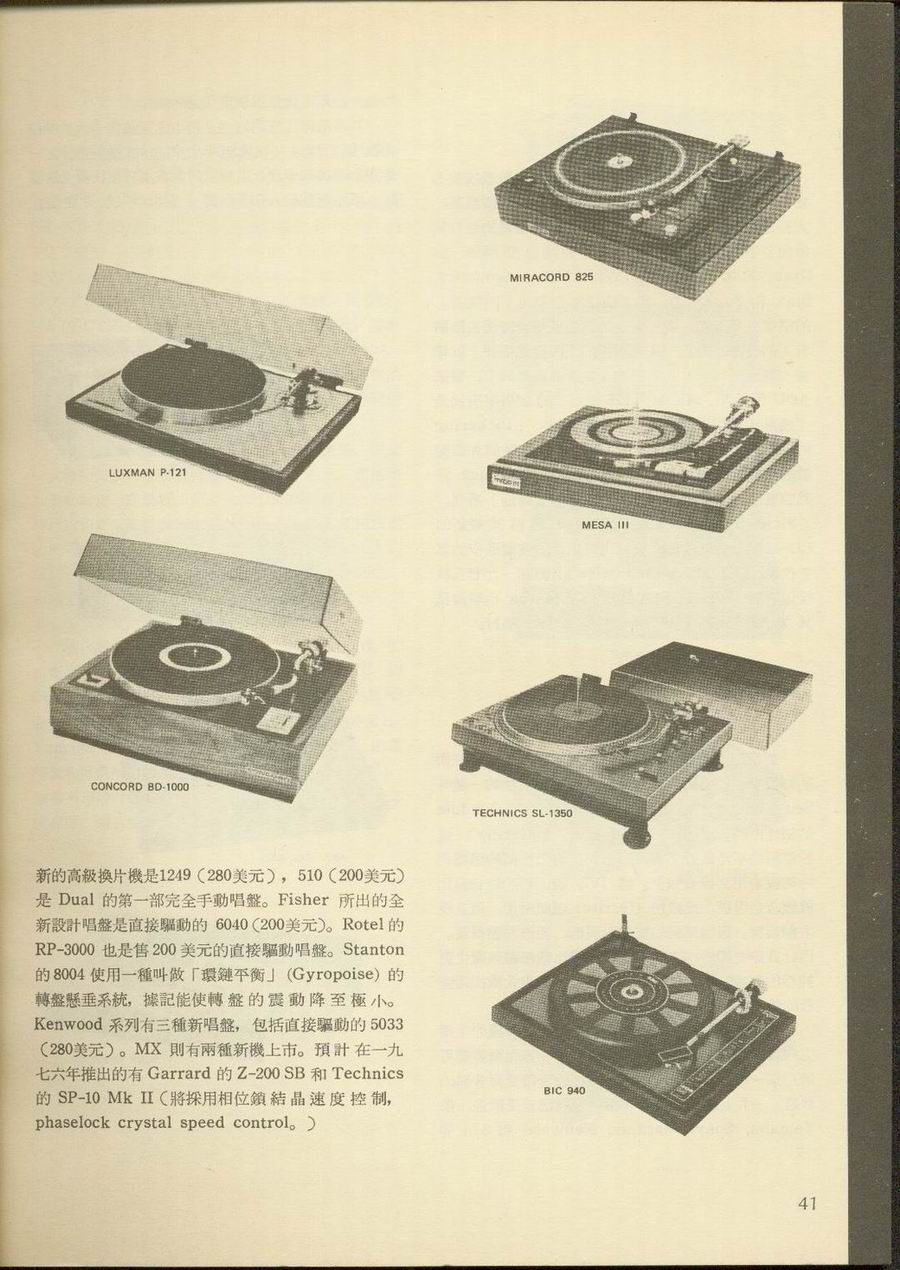 MIRACORD 825
LUXMAN P-121
MESA III
CONCORD BD-1000
TECHNICS SL-1350
BIC 940
新的高級換片機是1249（280美元），510（200美元）
是 Dual 的第一部完全手動唱盤。Fisher 所出的全
新設計唱盤是直接驅動的 6040（200美元）。Rotel 的
RP-3000 也是售 200 美元的直接驅動唱盤。Stanton
的 8004 使用一種叫做「環鏈平衡」(Gyropoise) 的
轉盤懸垂系統，據記能使轉盤的震動降至極小。
Kenwood 系列有三種新唱盤，包括直接驅動的 5033
（280美元）。MX 則有兩種新機上市。預計在一九
七六年推出的有 Garrard 的 Z-200 SB 和 Technics
的 SP-10 Mk II（將採用相位鎖結晶速度控制，
phaselock crystal speed control。）
41